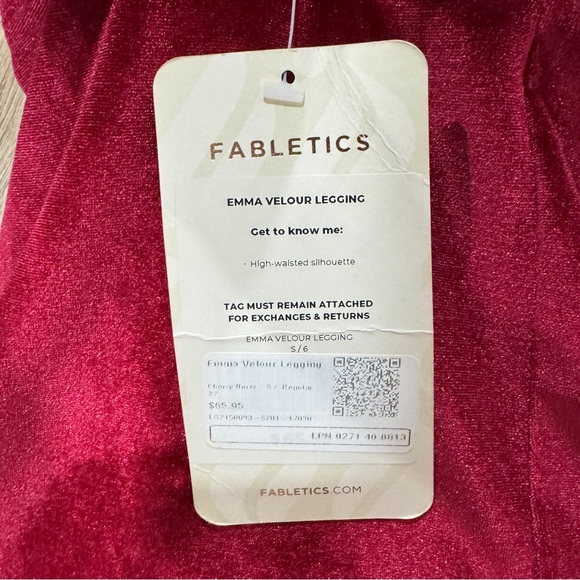 FABLETICS
EMMA VELOUR LEGGING
Get to know me:
- High-waisted silhouette
TAG MUST REMAIN ATTACHED
FOR EXCHANGES & RETURNS
EMMA VELOUR LEGGING
S / 6
Emma Velour Legging
S / Regular
$65.95
LPN 0271 40 8813
FABLETICS.COM